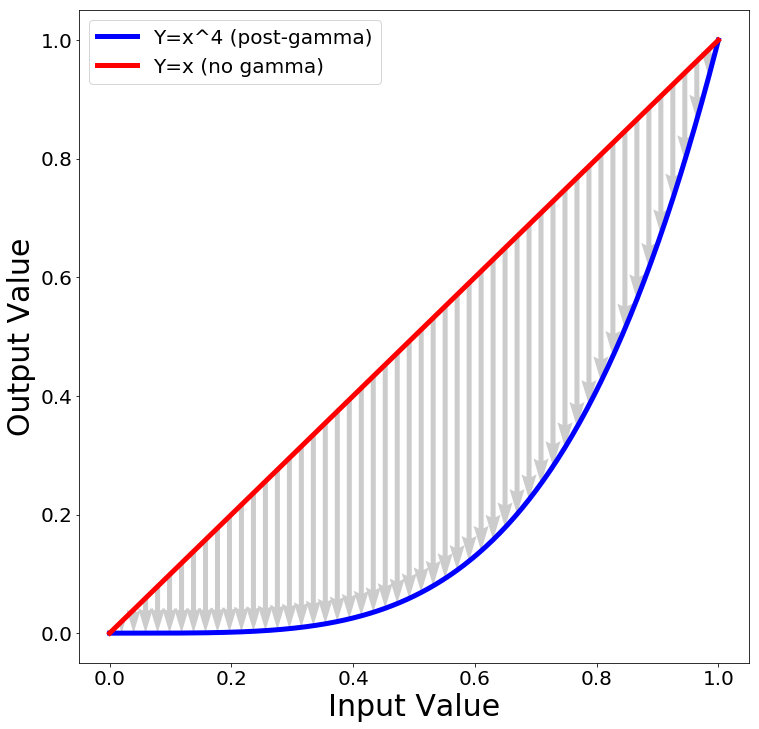 Y=x^4 (post-gamma)
Y=x (no gamma)
1.0
0.8
0.6
0.4
0.2
0.0
Output Value
0.0 0.2 0.4 0.6 0.8 1.0
Input Value